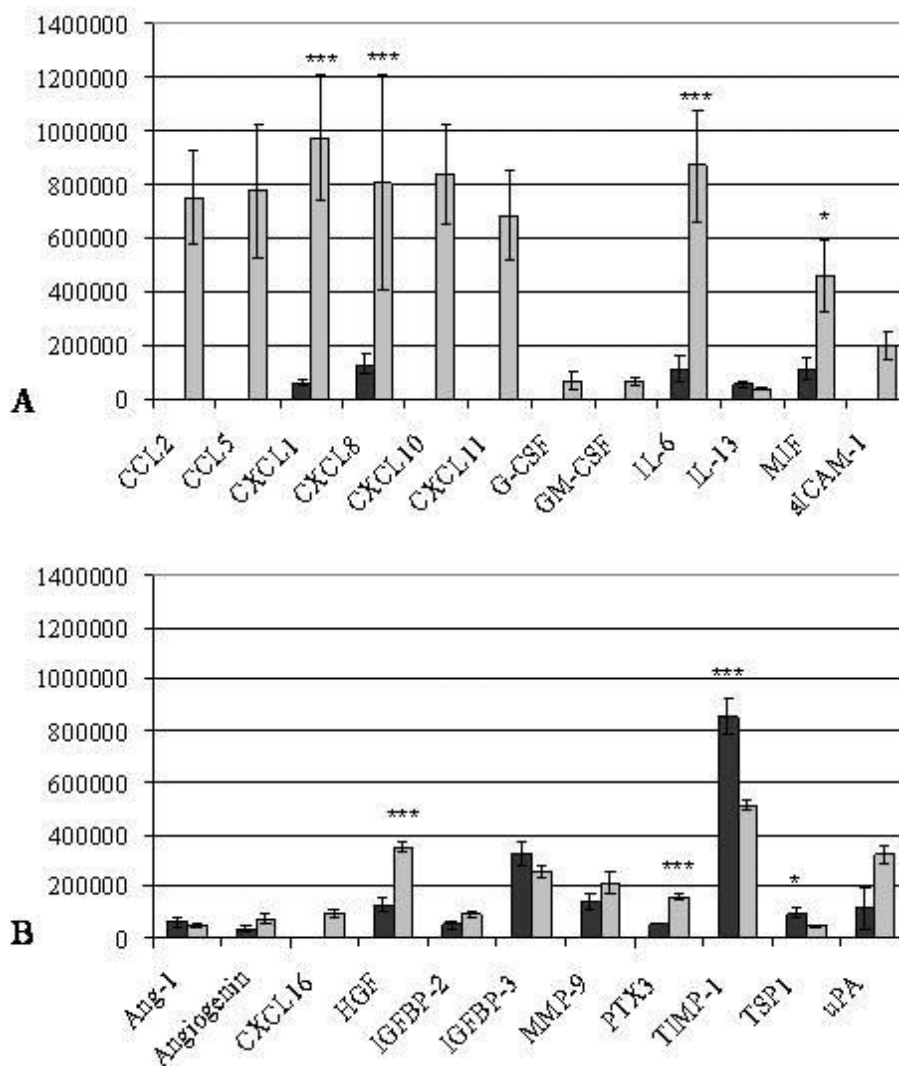 1400000
1200000
1000000
800000
600000
400000
200000
0
*** *** *** *
A
CCL2 CCL5 CXCL1 CXCL8 CXCL10 CXCL11 G-CSF GM-CSF IL-6 IL-13 MIF sICAM-1
1400000
1200000
1000000
800000
600000
400000
200000
0
*** *** *** *
B
Ang-1 Angiogenin CXCL16 HGF IGFBP-2 IGFBP-3 MMP-9 PTX3 TIMP-1 TSP1 uPA